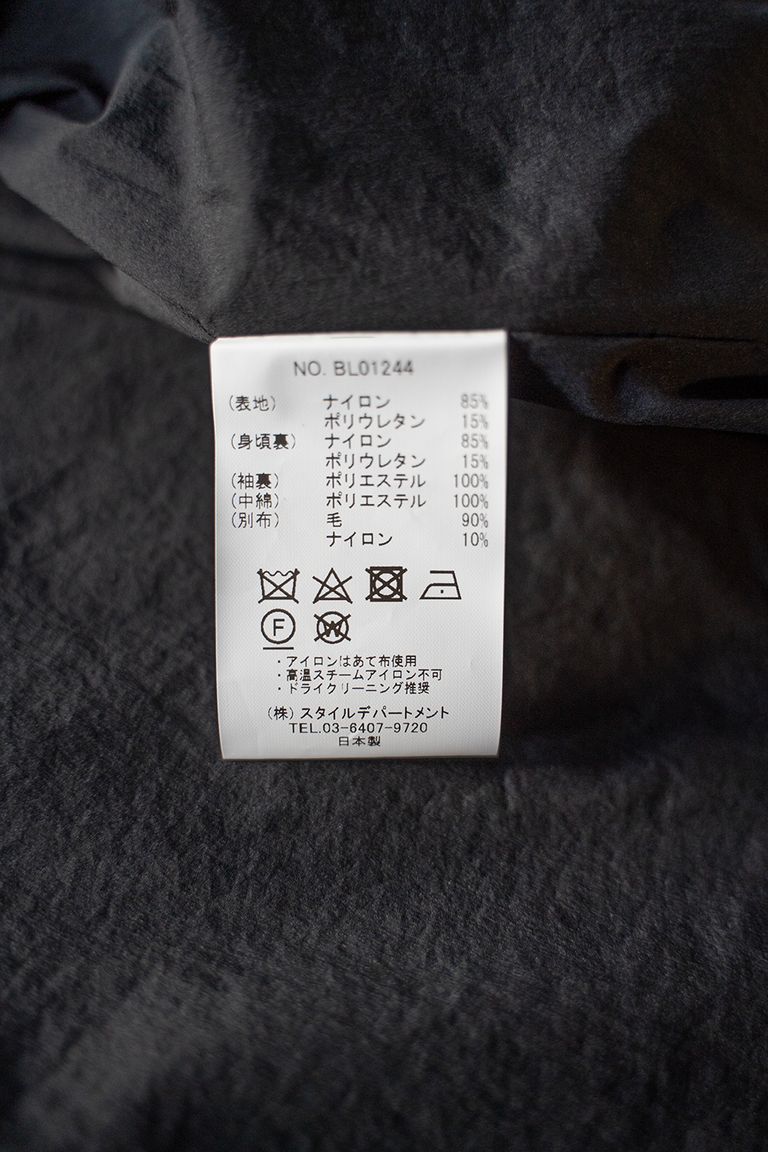 NO. BL01244
(表地) ナイロン 85%
ポリウレタン 15%
(身頃裏) ナイロン 85%
ポリウレタン 15%
(袖裏) ポリエステル 100%
(中綿) ポリエステル 100%
(別布) 毛 90%
ナイロン 10%
F W
・アイロンはあて布使用
・高温スチームアイロン不可
・ドライクリーニング推奨
(株)スタイルデパートメント
TEL.03-6407-9720
日本製